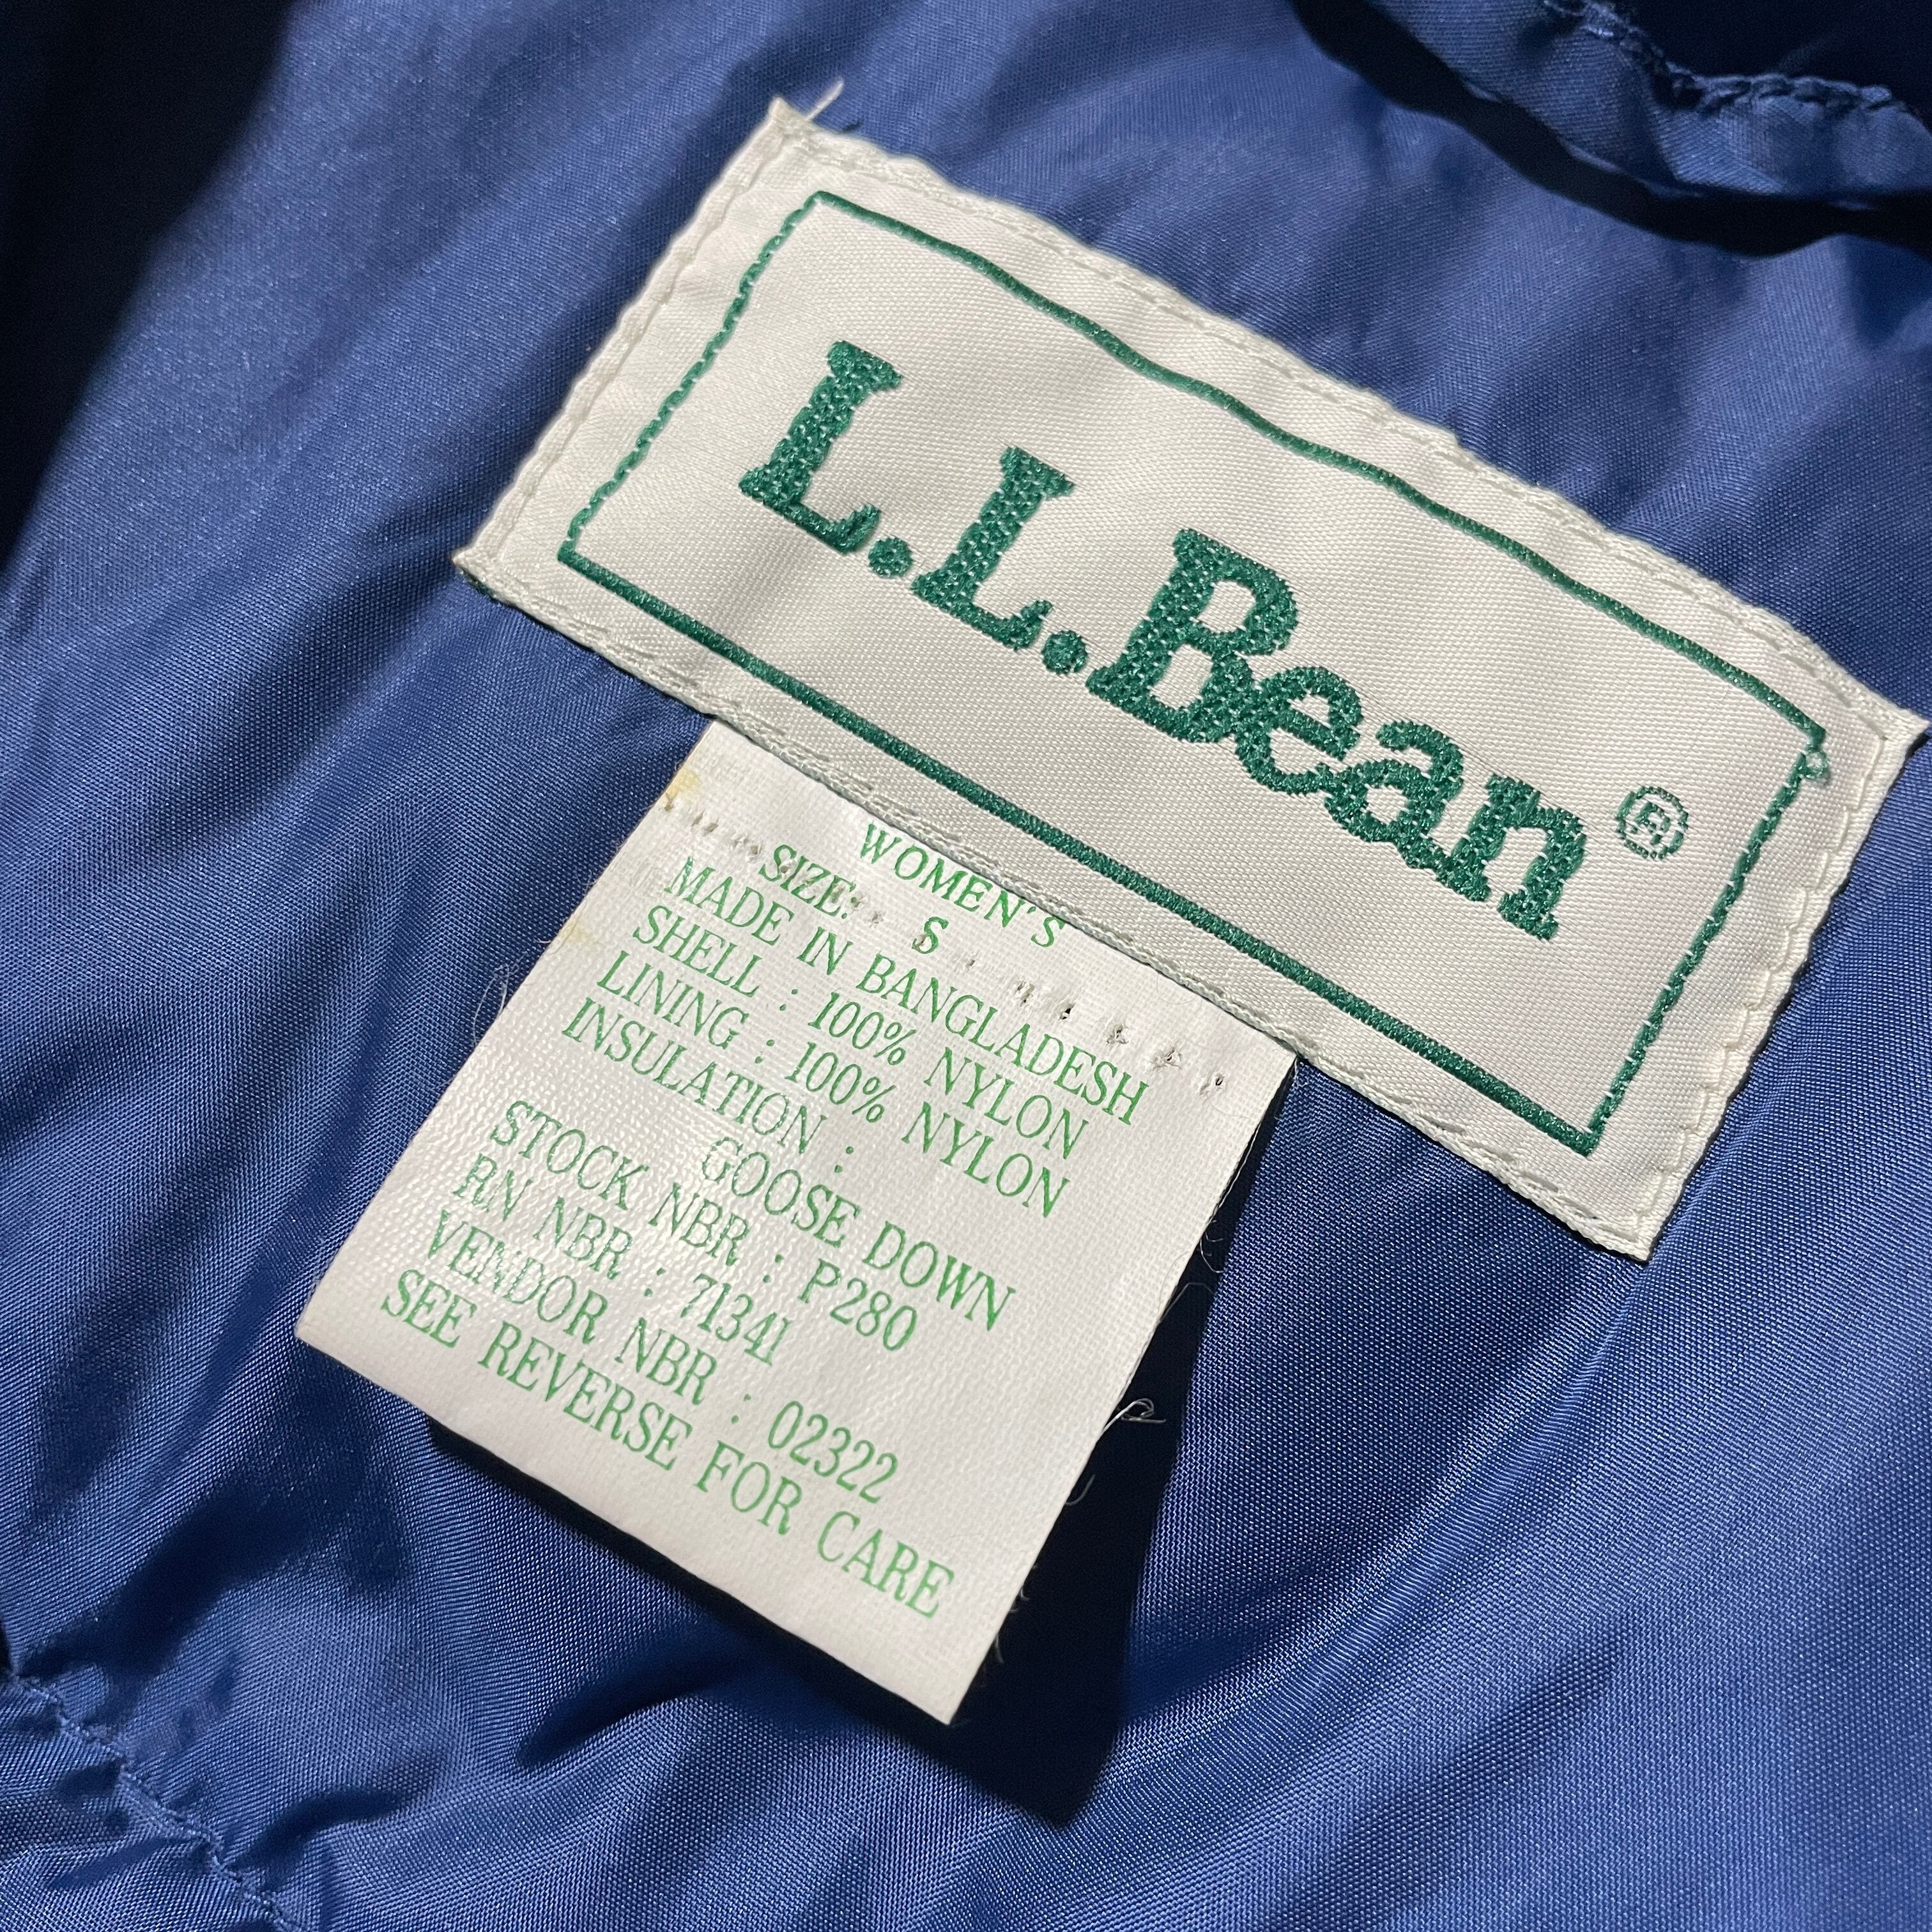 L.L.Bean®
WOMEN'S
SIZE: S
MADE IN BANGLADESH
SHELL : 100% NYLON
LINING : 100% NYLON
INSULATION :
GOOSE DOWN
STOCK NBR : P280
RN NBR : 71341
VENDOR NBR : 02322
SEE REVERSE FOR CARE